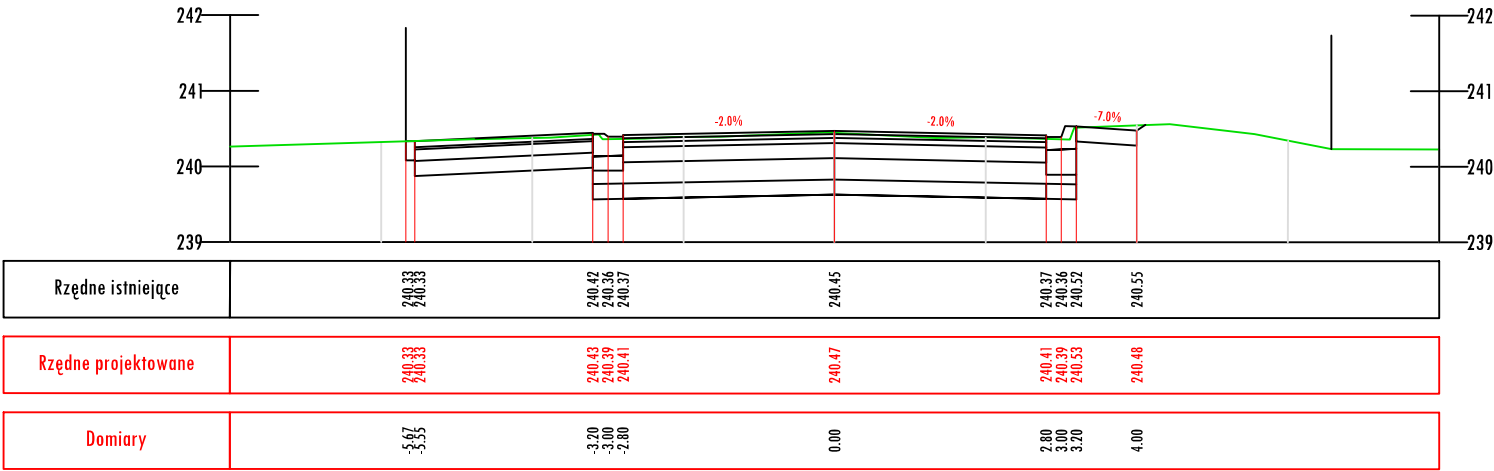 242 242
-2.0% -2.0% -7.0%
241 241
240 240
239 239
Rzędne istniejące 240.33 240.33 240.42 240.36 240.37 240.45 240.37 240.36 240.52 240.55
Rzędne projektowane 240.33 240.33 240.43 240.39 240.41 240.47 240.41 240.39 240.53 240.48
Domiary -5.67 -5.55 -3.20 -3.00 -2.80 0.00 2.80 3.00 3.20 4.00